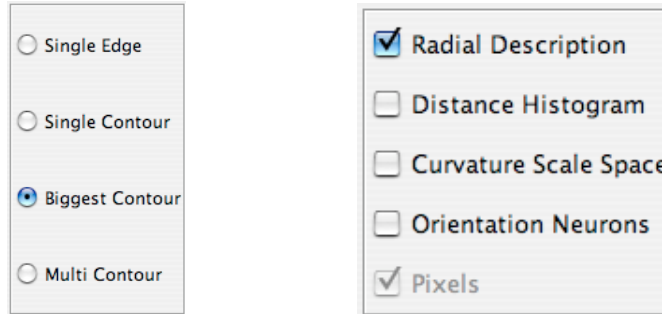 Single Edge
Single Contour
Biggest Contour
Multi Contour
Radial Description
Distance Histogram
Curvature Scale Space
Orientation Neurons
Pixels